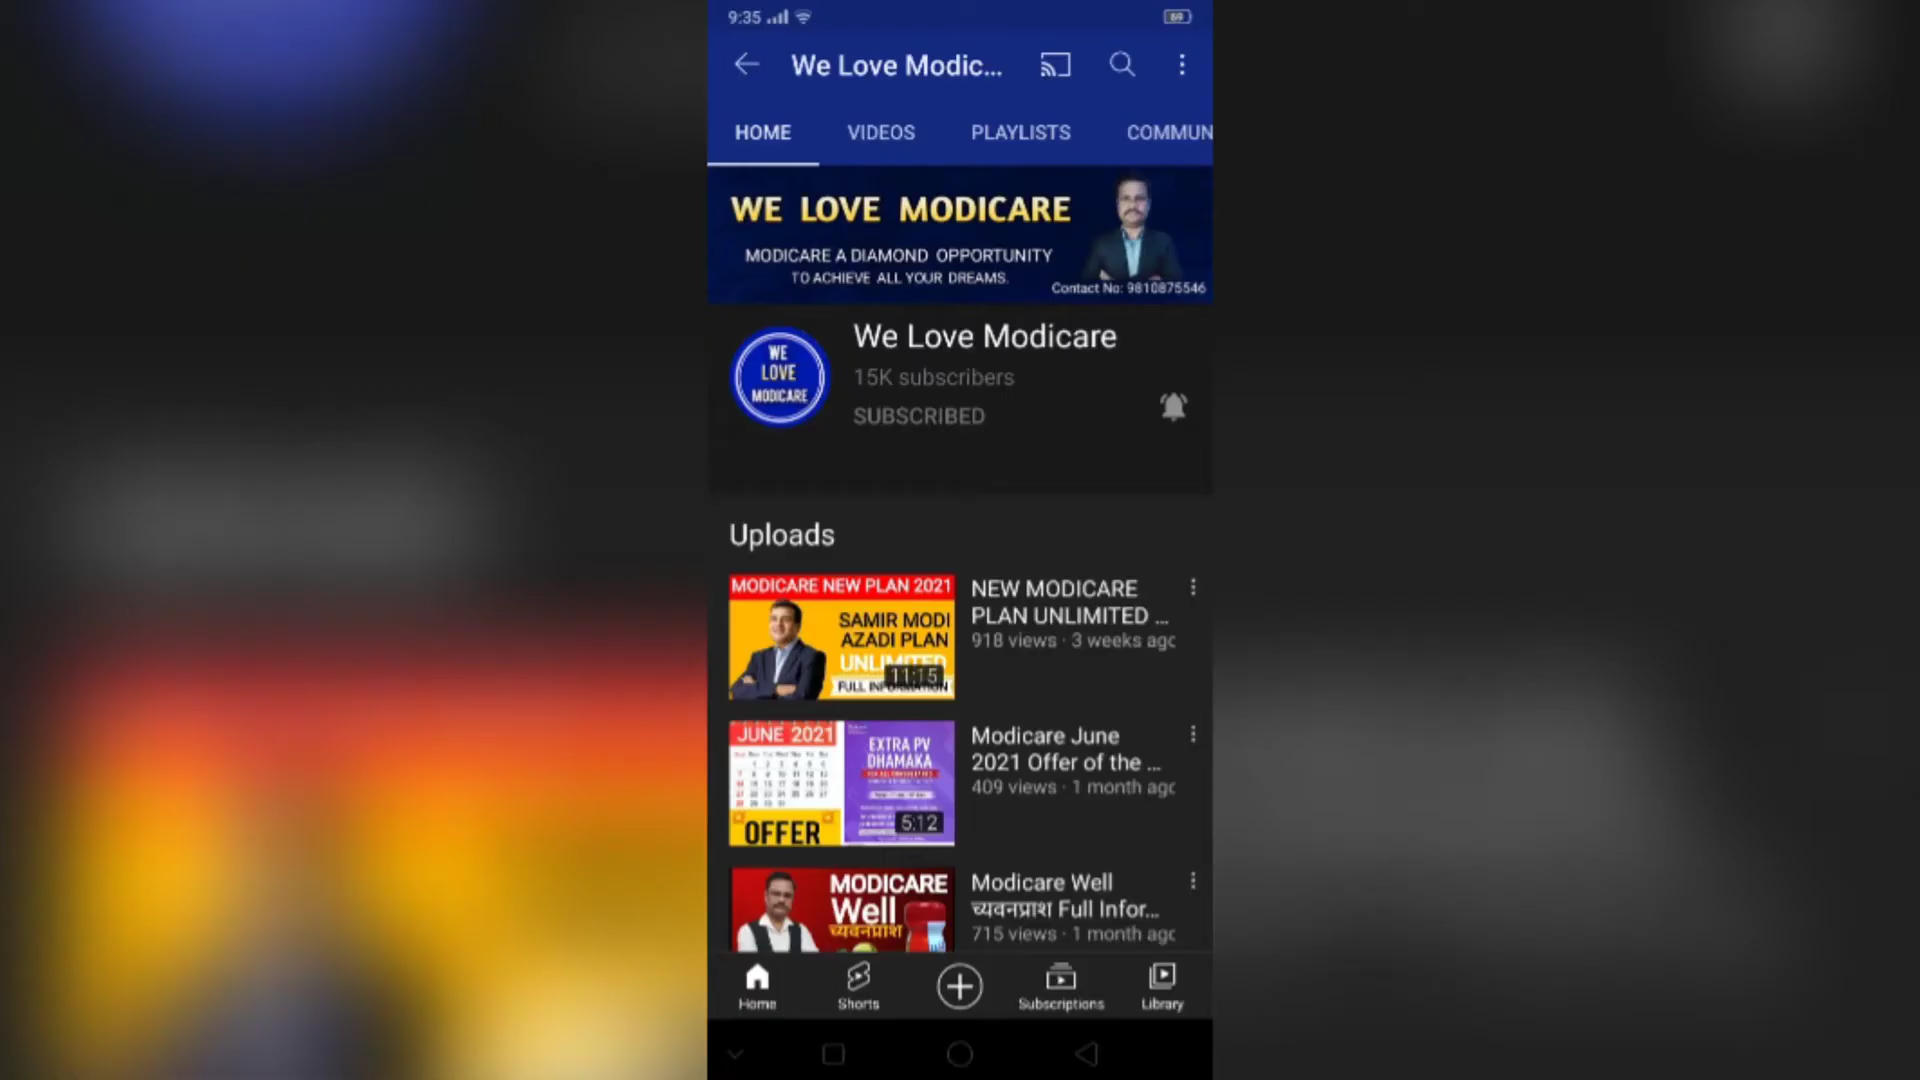 9:35
69
We Love Modic...
HOME VIDEOS PLAYLISTS COMMUN
WE LOVE MODICARE
MODICARE A DIAMOND OPPORTUNITY
TO ACHIEVE ALL YOUR DREAMS.
Contact No: 9810875546
WE
LOVE
MODICARE
We Love Modicare
15K subscribers
SUBSCRIBED
Uploads
MODICARE NEW PLAN 2021
SAMIR MODI
AZADI PLAN
UNLIMITED
FULL INFORMATION
11:15
NEW MODICARE
PLAN UNLIMITED ...
918 views · 3 weeks ago
JUNE 2021
OFFER
EXTRA PV
DHAMAKA
5:12
Modicare June
2021 Offer of the ...
409 views · 1 month ago
MODICARE
Well
च्यवनप्राश
Modicare Well
च्यवनप्राश Full Infor...
715 views · 1 month ago
Home Shorts Subscriptions Library